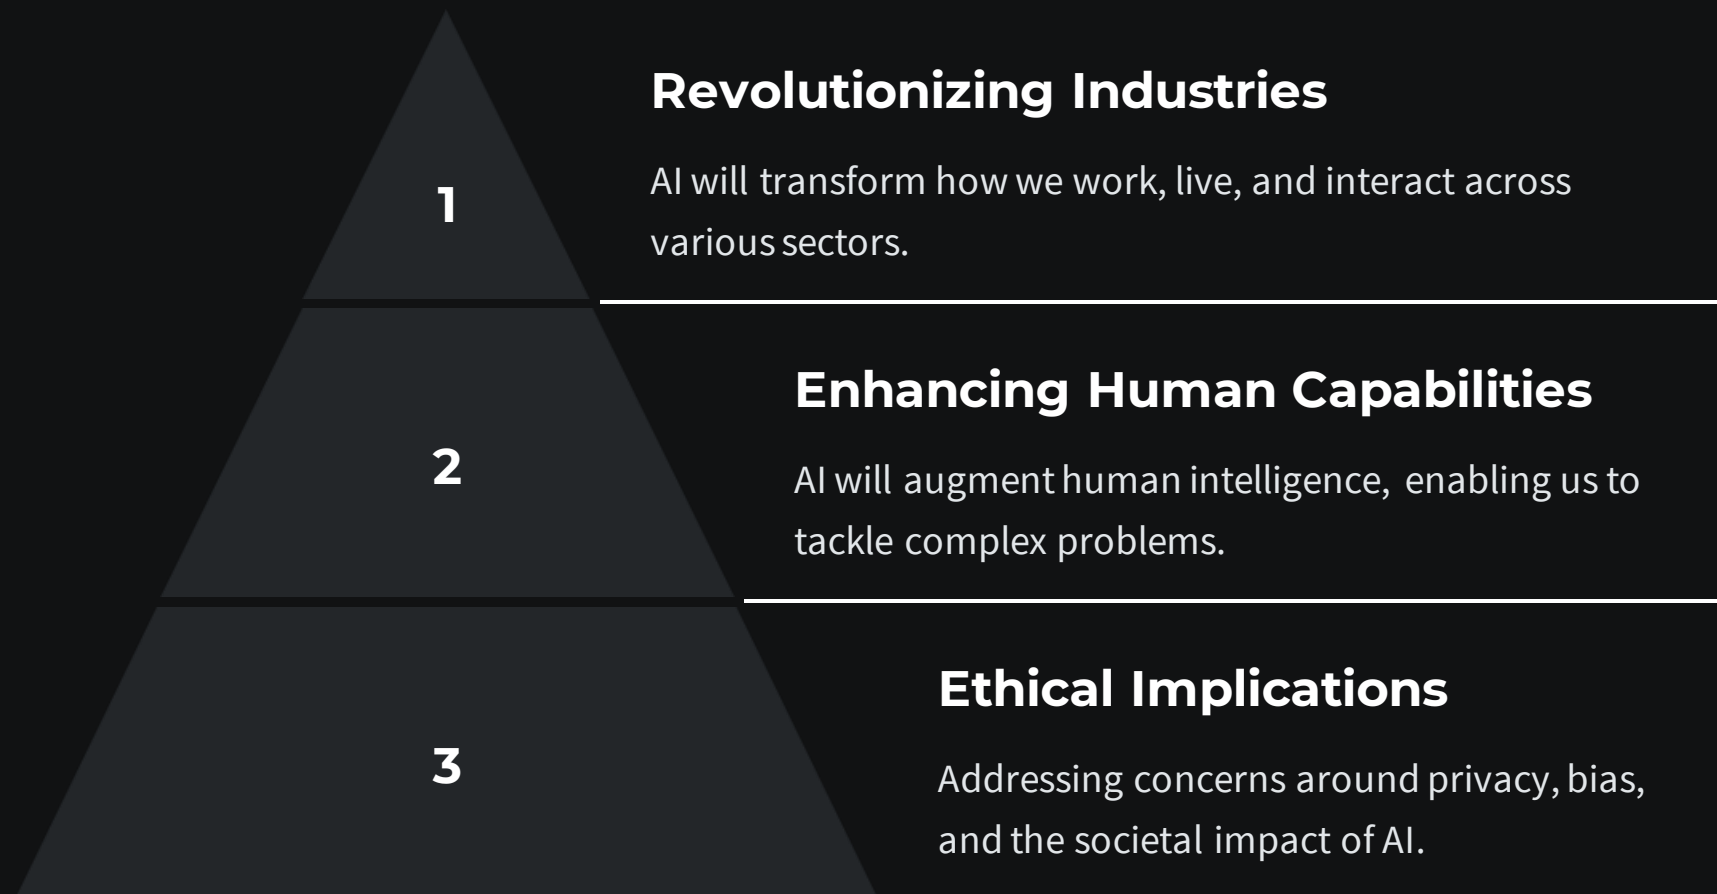 Revolutionizing Industries
1
AI will transform how we work, live, and interact across
various sectors.
Enhancing Human Capabilities
2
AI will augment human intelligence, enabling us to
tackle complex problems.
Ethical Implications
3
Addressing concerns around privacy, bias,
and the societal impact of AI.